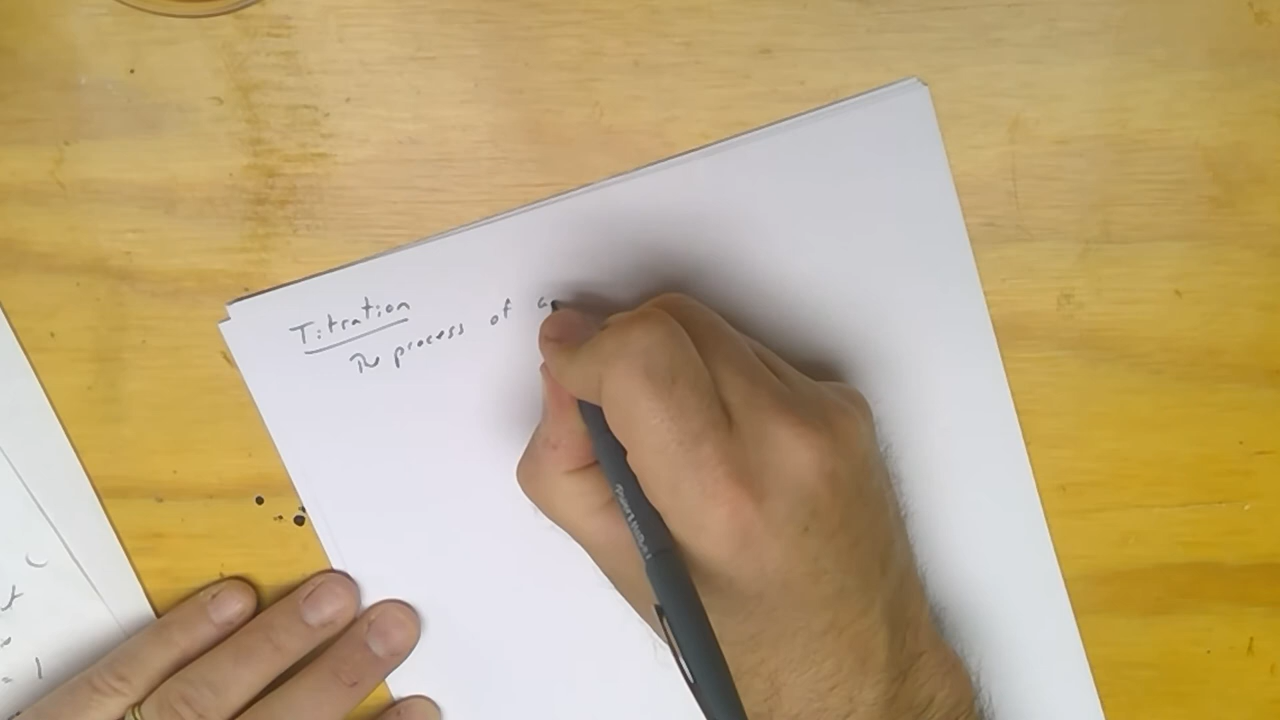 Titration
The process of a